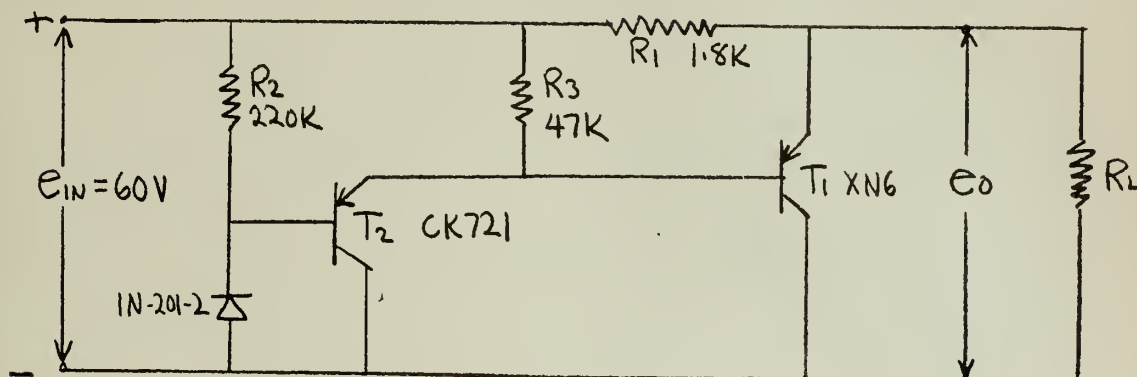 +
R1 1.8K
R2
220K
R3
47K
eIN = 60V
T2 CK721
T1 XN6
eo
RL
1N-201-2
-